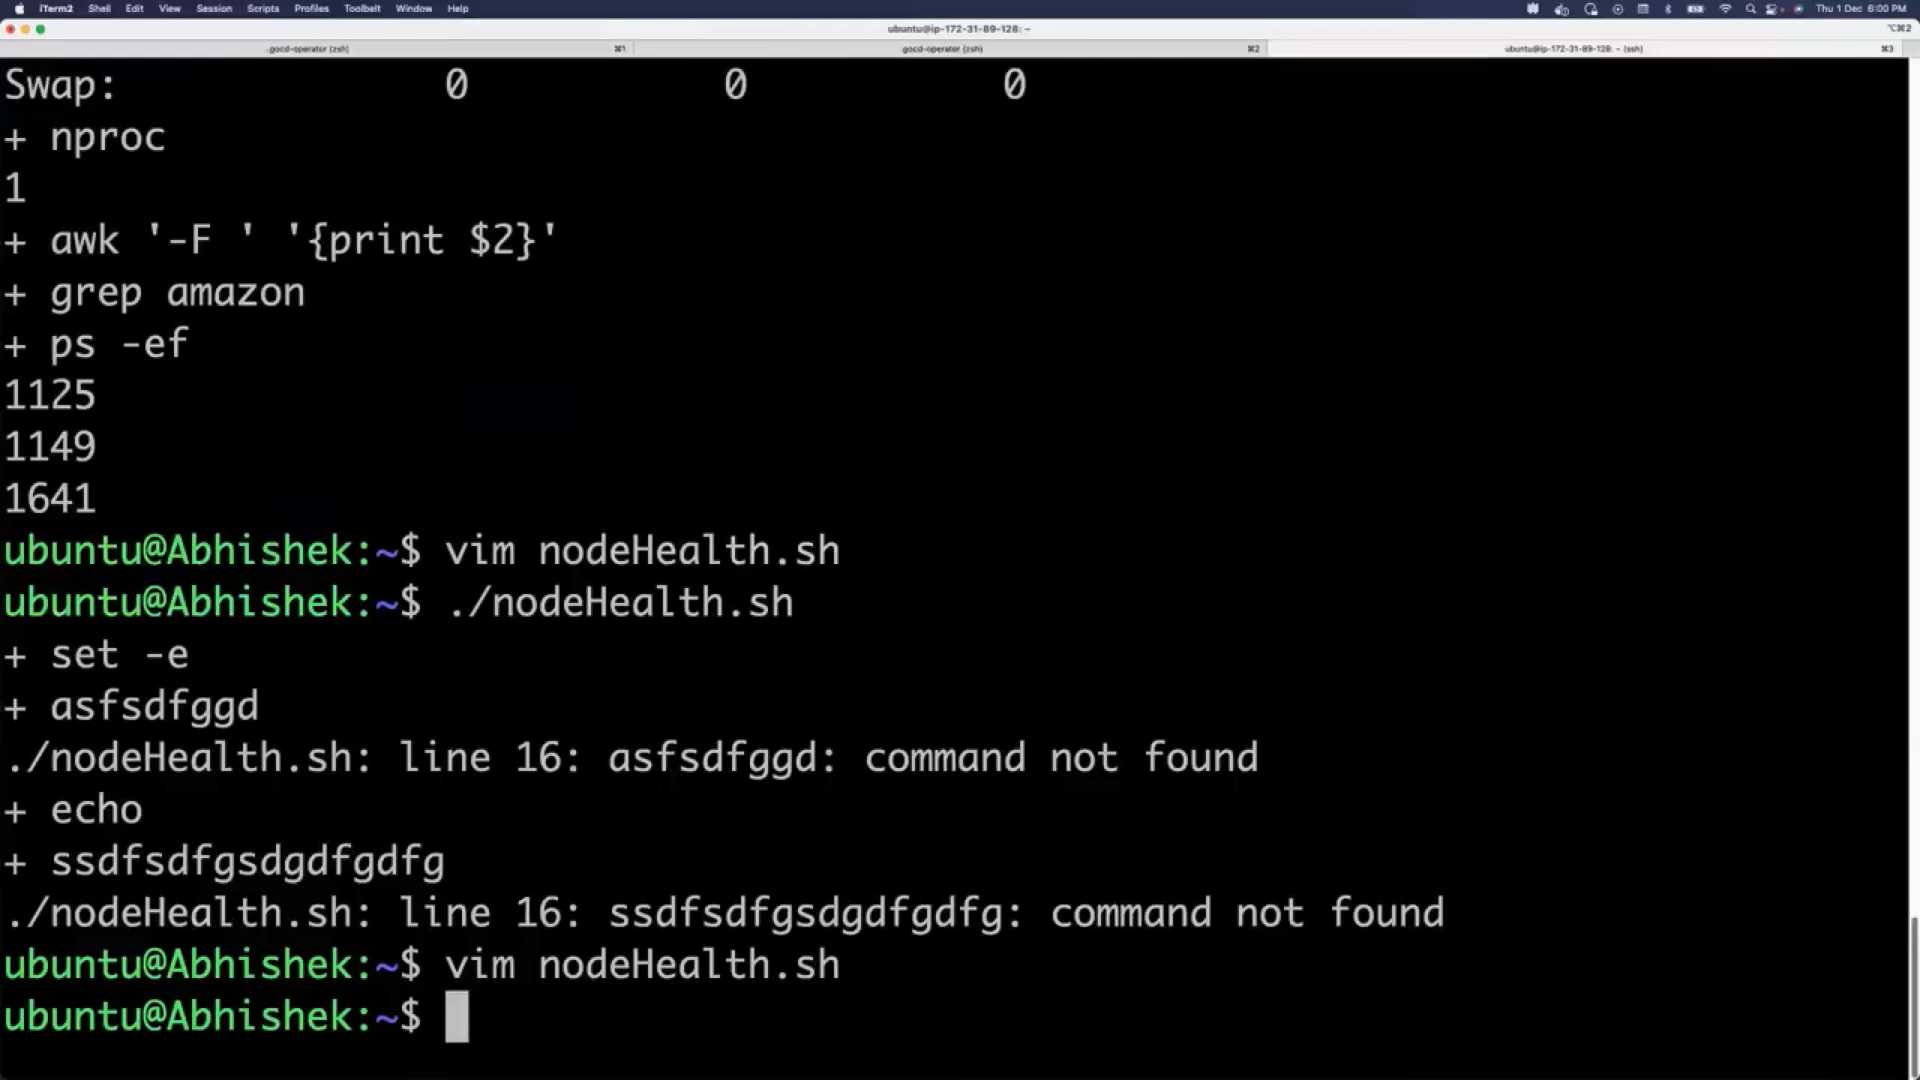 iTerm2 Shell Edit View Session Scripts Profiles Toolbelt Window Help Thu 1 Dec 6:00 PM
ubuntu@ip-172-31-89-128: ~ ⌥⌘2
..gocd-operator (zsh) ⌘1 ..gocd-operator (zsh) ⌘2 ubuntu@ip-172-31-89-128: ~ (ssh) ⌘3
Swap: 0 0 0
+ nproc
1
+ awk '-F ' '{print $2}'
+ grep amazon
+ ps -ef
1125
1149
1641
ubuntu@Abhishek:~$ vim nodeHealth.sh
ubuntu@Abhishek:~$ ./nodeHealth.sh
+ set -e
+ asfsdfggd
./nodeHealth.sh: line 16: asfsdfggd: command not found
+ echo
+ ssdfsdfgsdgdfgdfg
./nodeHealth.sh: line 16: ssdfsdfgsdgdfgdfg: command not found
ubuntu@Abhishek:~$ vim nodeHealth.sh
ubuntu@Abhishek:~$